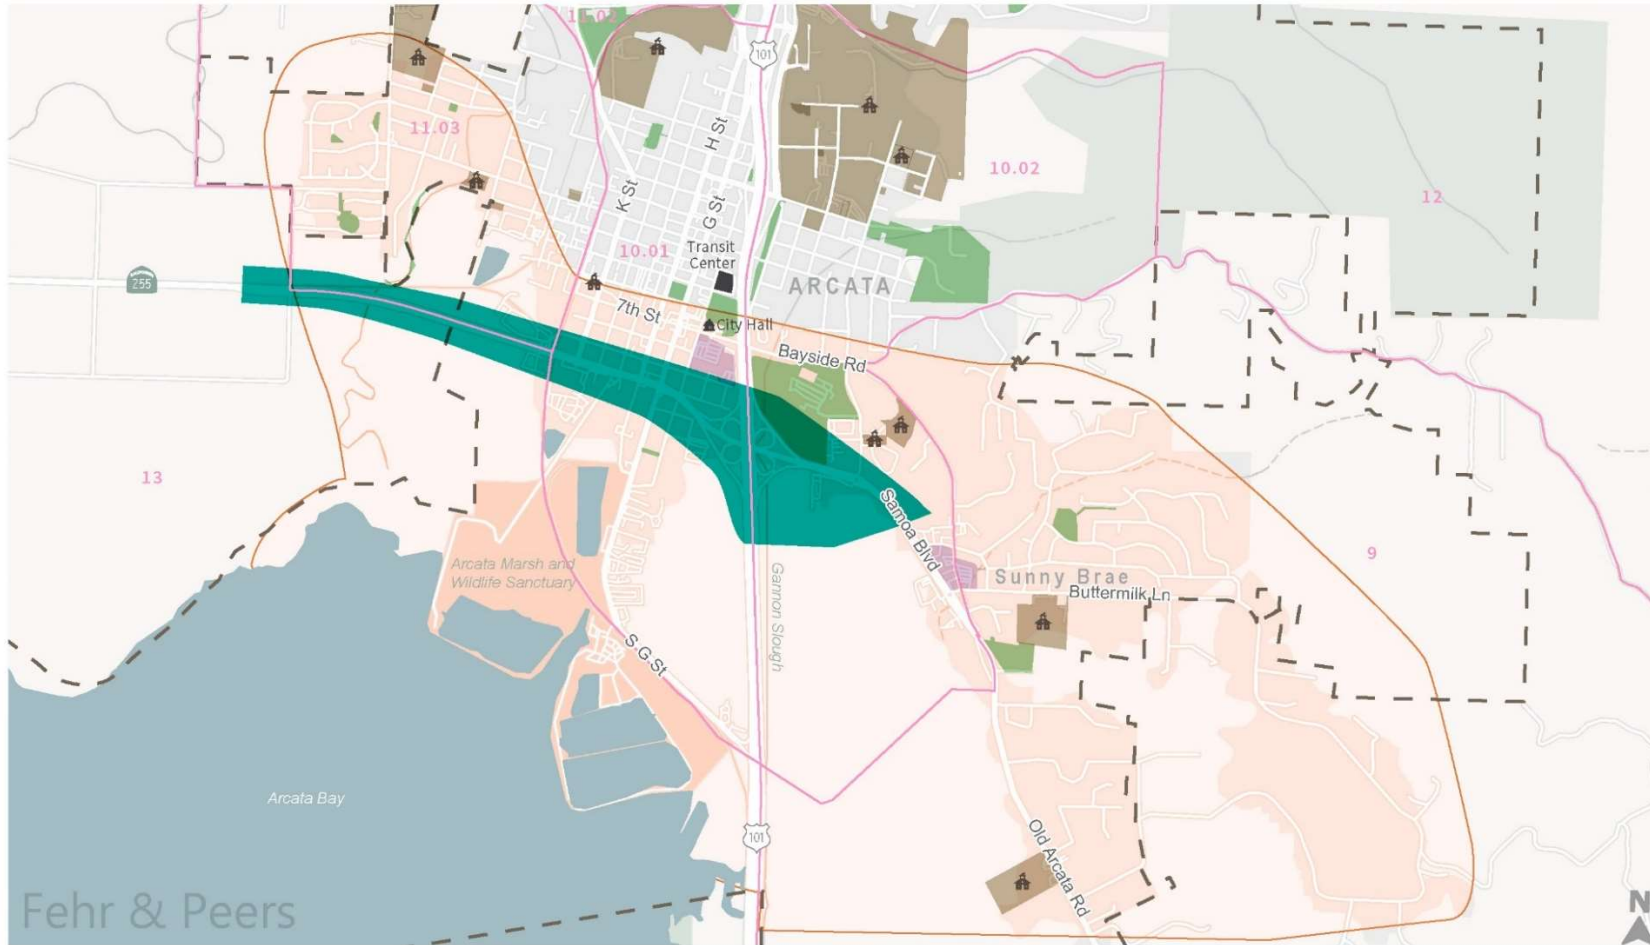 11.02
101
11.03
H St
10.02
12
K St
G St
10.01
Transit
Center
255
ARCATA
7th St
City Hall
Bayside Rd
13
Samoa Blvd
9
Arcata Marsh and
Wildlife Sanctuary
Gannon Slough
Sunny Brae
Buttermilk Ln
S G St
Arcata Bay
101
Old Arcata Rd
Fehr & Peers
N